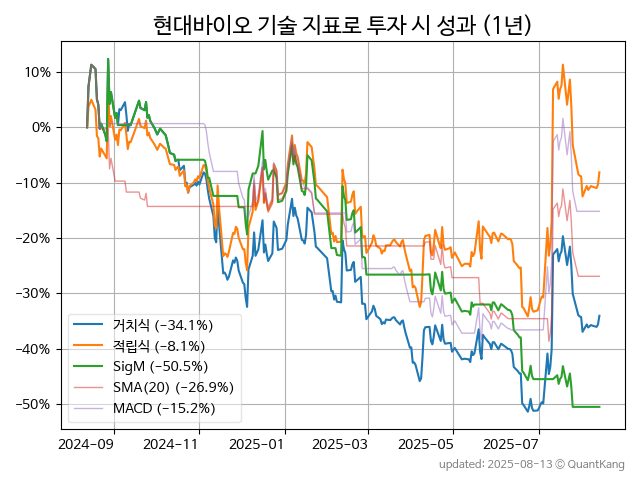 현대바이오 기술 지표로 투자 시 성과 (1년)
10%
0%
−10%
−20%
−30%
−40%
−50%
거치식 (−34.1%)
적립식 (−8.1%)
SigM (−50.5%)
SMA(20) (−26.9%)
MACD (−15.2%)
2024-09
2024-11
2025-01
2025-03
2025-05
2025-07
updated: 2025-08-13 © QuantKang